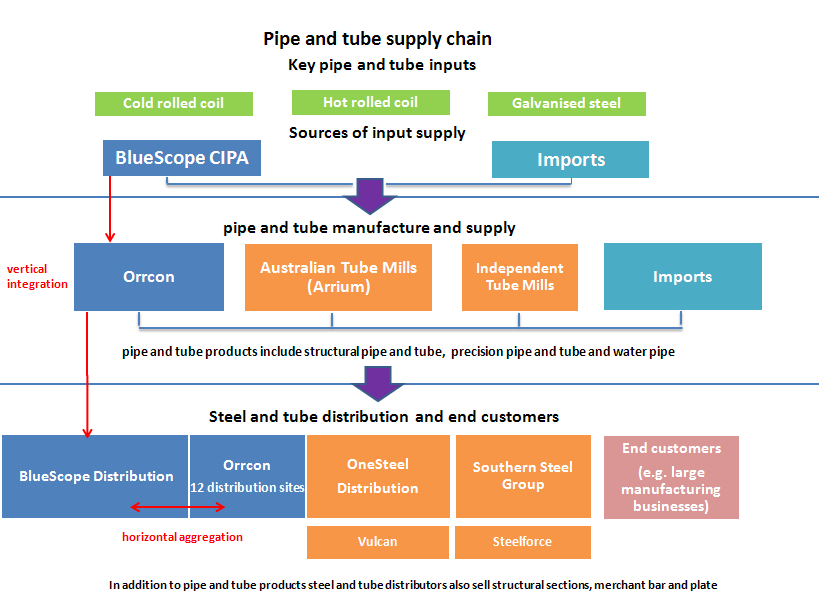 Pipe and tube supply chain
Key pipe and tube inputs
Cold rolled coil
Hot rolled coil
Galvanised steel
Sources of input supply
BlueScope CIPA
Imports
pipe and tube manufacture and supply
vertical
integration
Orrcon
Australian Tube Mills
(Arrium)
Independent
Tube Mills
Imports
pipe and tube products include structural pipe and tube, precision pipe and tube and water pipe
Steel and tube distribution and end customers
BlueScope Distribution
Orrcon
12 distribution sites
OneSteel
Distribution
Southern Steel
Group
End customers
(e.g. large
manufacturing
businesses)
horizontal aggregation
Vulcan
Steelforce
In addition to pipe and tube products steel and tube distributors also sell structural sections, merchant bar and plate